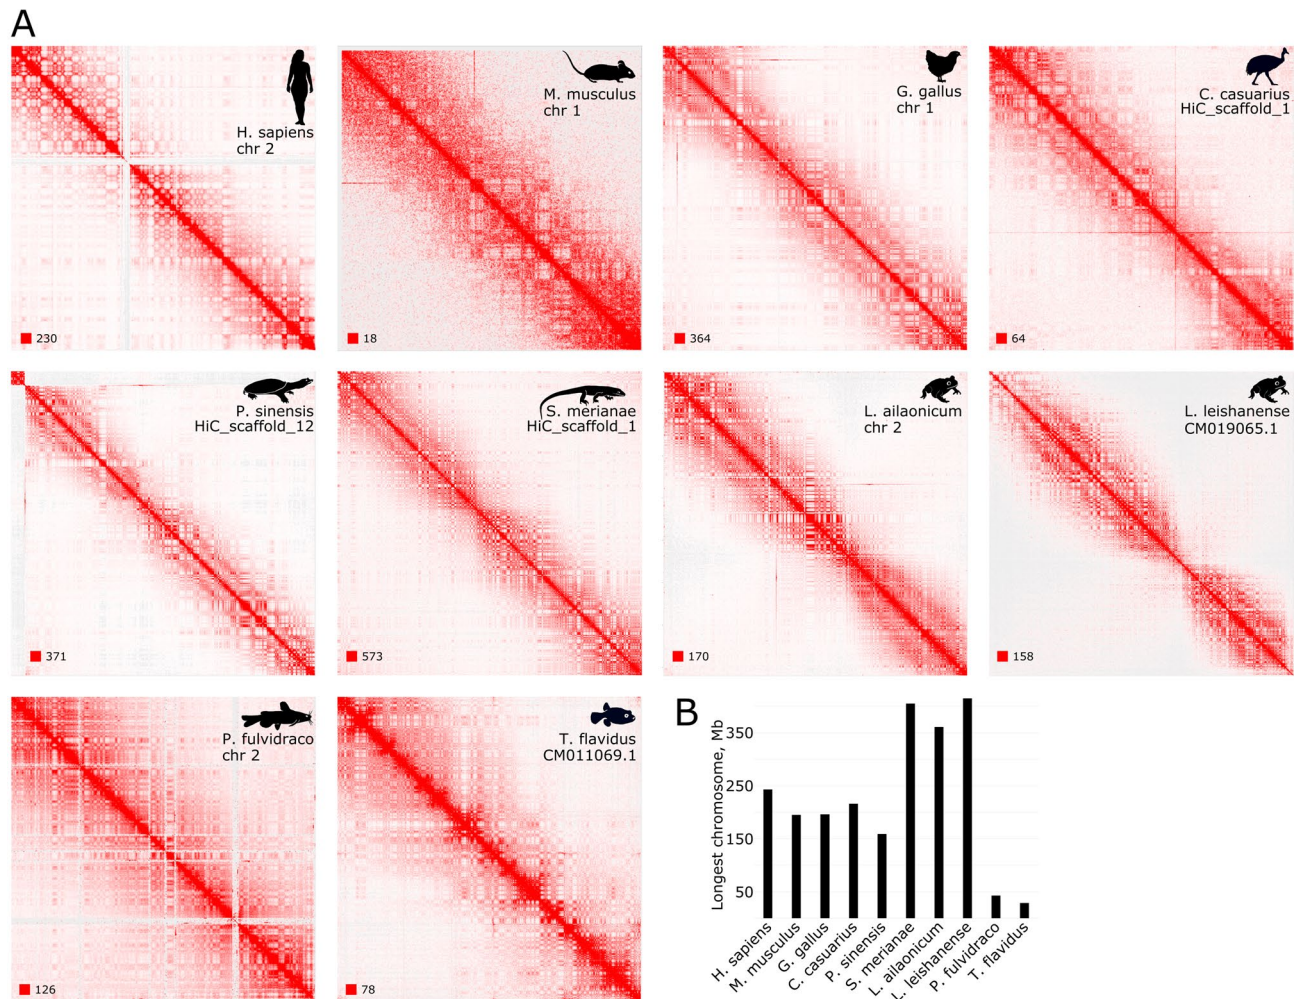 A
H. sapiens
chr 2
230
M. musculus
chr 1
18
G. gallus
chr 1
364
C. casuarius
HiC_scaffold_1
64
P. sinensis
HiC_scaffold_12
371
S. merianae
HiC_scaffold_1
573
L. ailaonicum
chr 2
170
L. leishanense
CM019065.1
158
P. fulvidraco
chr 2
126
T. flavidus
CM011069.1
78
B
Longest chromosome, Mb
350
250
150
50
H. sapiens
M. musculus
G. gallus
C. casuarius
P. sinensis
S. merianae
L. ailaonicum
L. leishanense
P. fulvidraco
T. flavidus